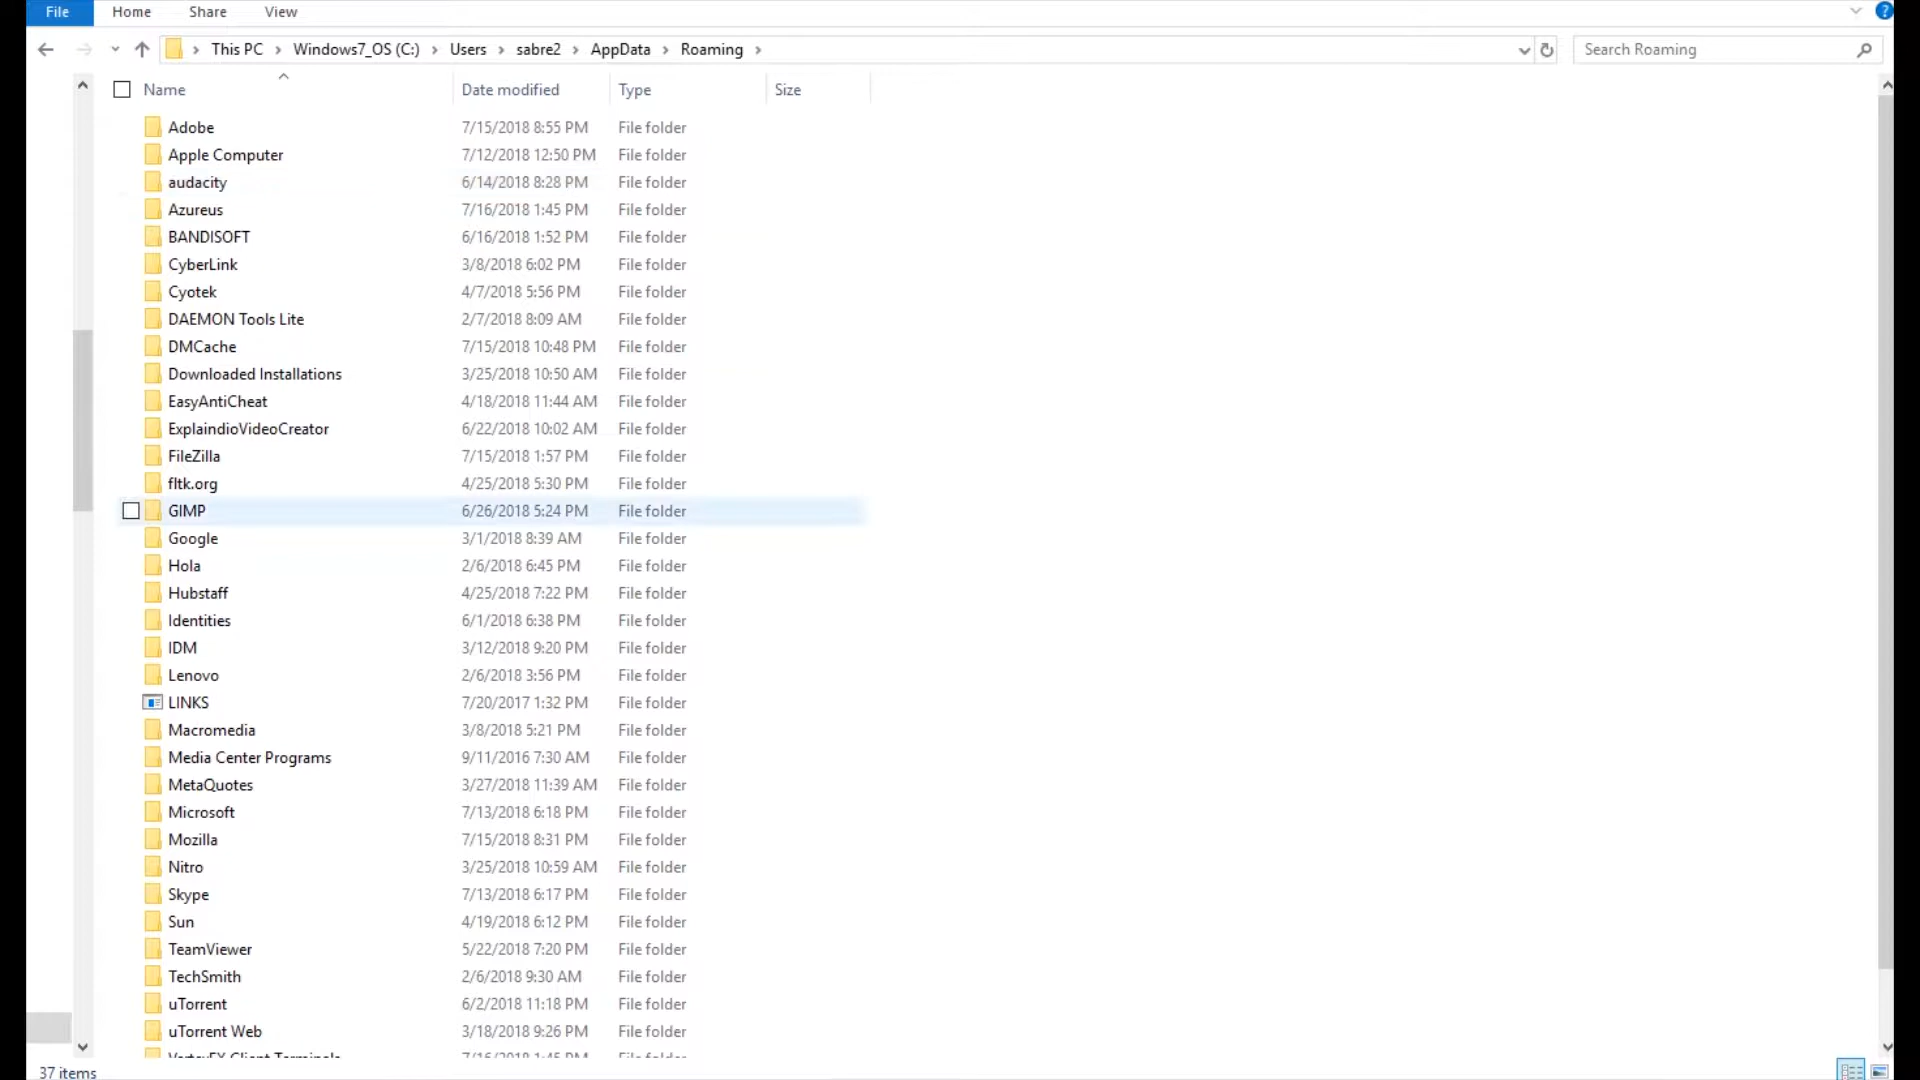 File Home Share View
This PC Windows7_OS (C:) Users sabre2 AppData Roaming Search Roaming
Name Date modified Type Size
Adobe 7/15/2018 8:55 PM File folder
Apple Computer 7/12/2018 12:50 PM File folder
audacity 6/14/2018 8:28 PM File folder
Azureus 7/16/2018 1:45 PM File folder
BANDISOFT 6/16/2018 1:52 PM File folder
CyberLink 3/8/2018 6:02 PM File folder
Cyotek 4/7/2018 5:56 PM File folder
DAEMON Tools Lite 2/7/2018 8:09 AM File folder
DMCache 7/15/2018 10:48 PM File folder
Downloaded Installations 3/25/2018 10:50 AM File folder
EasyAntiCheat 4/18/2018 11:44 AM File folder
ExplaindioVideoCreator 6/22/2018 10:02 AM File folder
FileZilla 7/15/2018 1:57 PM File folder
fltk.org 4/25/2018 5:30 PM File folder
GIMP 6/26/2018 5:24 PM File folder
Google 3/1/2018 8:39 AM File folder
Hola 2/6/2018 6:45 PM File folder
Hubstaff 4/25/2018 7:22 PM File folder
Identities 6/1/2018 6:38 PM File folder
IDM 3/12/2018 9:20 PM File folder
Lenovo 2/6/2018 3:56 PM File folder
LINKS 7/20/2017 1:32 PM File folder
Macromedia 3/8/2018 5:21 PM File folder
Media Center Programs 9/11/2016 7:30 AM File folder
MetaQuotes 3/27/2018 11:39 AM File folder
Microsoft 7/13/2018 6:18 PM File folder
Mozilla 7/15/2018 8:31 PM File folder
Nitro 3/25/2018 10:59 AM File folder
Skype 7/13/2018 6:17 PM File folder
Sun 4/19/2018 6:12 PM File folder
TeamViewer 5/22/2018 7:20 PM File folder
TechSmith 2/6/2018 9:30 AM File folder
uTorrent 6/2/2018 11:18 PM File folder
uTorrent Web 3/18/2018 9:26 PM File folder
VertexFX Client Terminals 7/16/2018 1:45 PM File folder
37 items